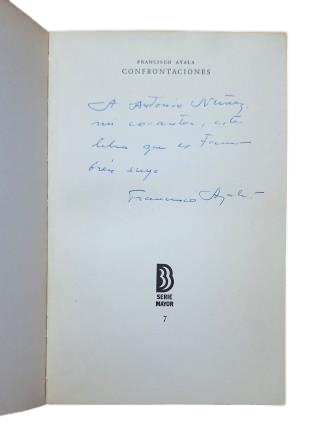 FRANCISCO AYALA
CONFRONTACIONES
A Antonio Núñez,
mi co-autor, este
libro que es tam-
bién suyo
Francisco Ayala
B
SERIE
MAYOR
7